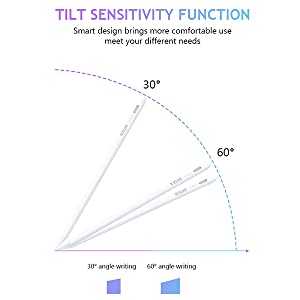 TILT SENSITIVITY FUNCTION
Smart design brings more comfortable use
meet your different needs
30°
60°
30° angle writing 60° angle writing